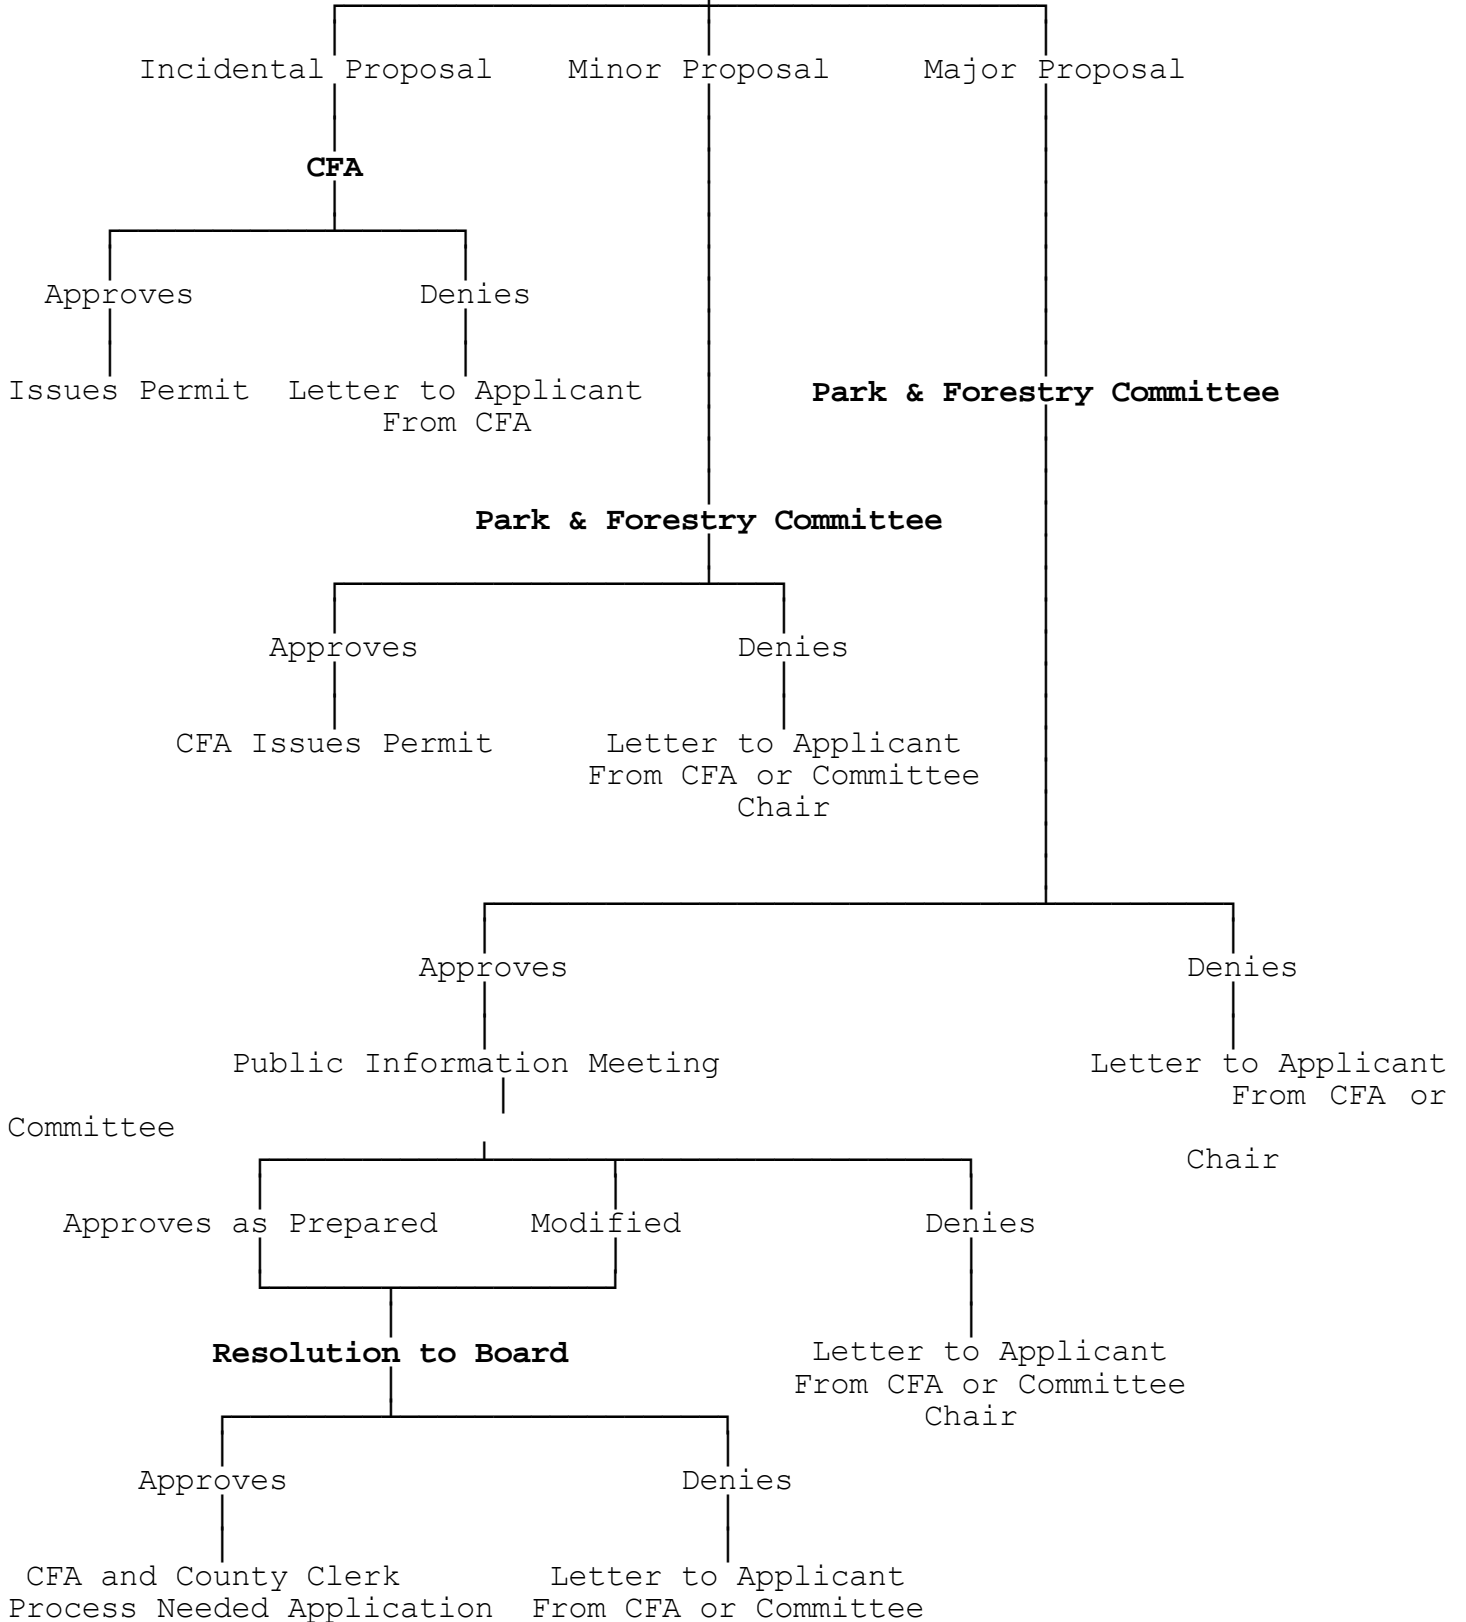 Incidental Proposal Minor Proposal Major Proposal
CFA
Approves Denies
Issues Permit Letter to Applicant Park & Forestry Committee
From CFA
Park & Forestry Committee
Approves Denies
CFA Issues Permit Letter to Applicant
From CFA or Committee
Chair
Approves Denies
Public Information Meeting Letter to Applicant
From CFA or
Committee
Chair
Approves as Prepared Modified Denies
Resolution to Board Letter to Applicant
From CFA or Committee
Chair
Approves Denies
CFA and County Clerk Letter to Applicant
Process Needed Application From CFA or Committee